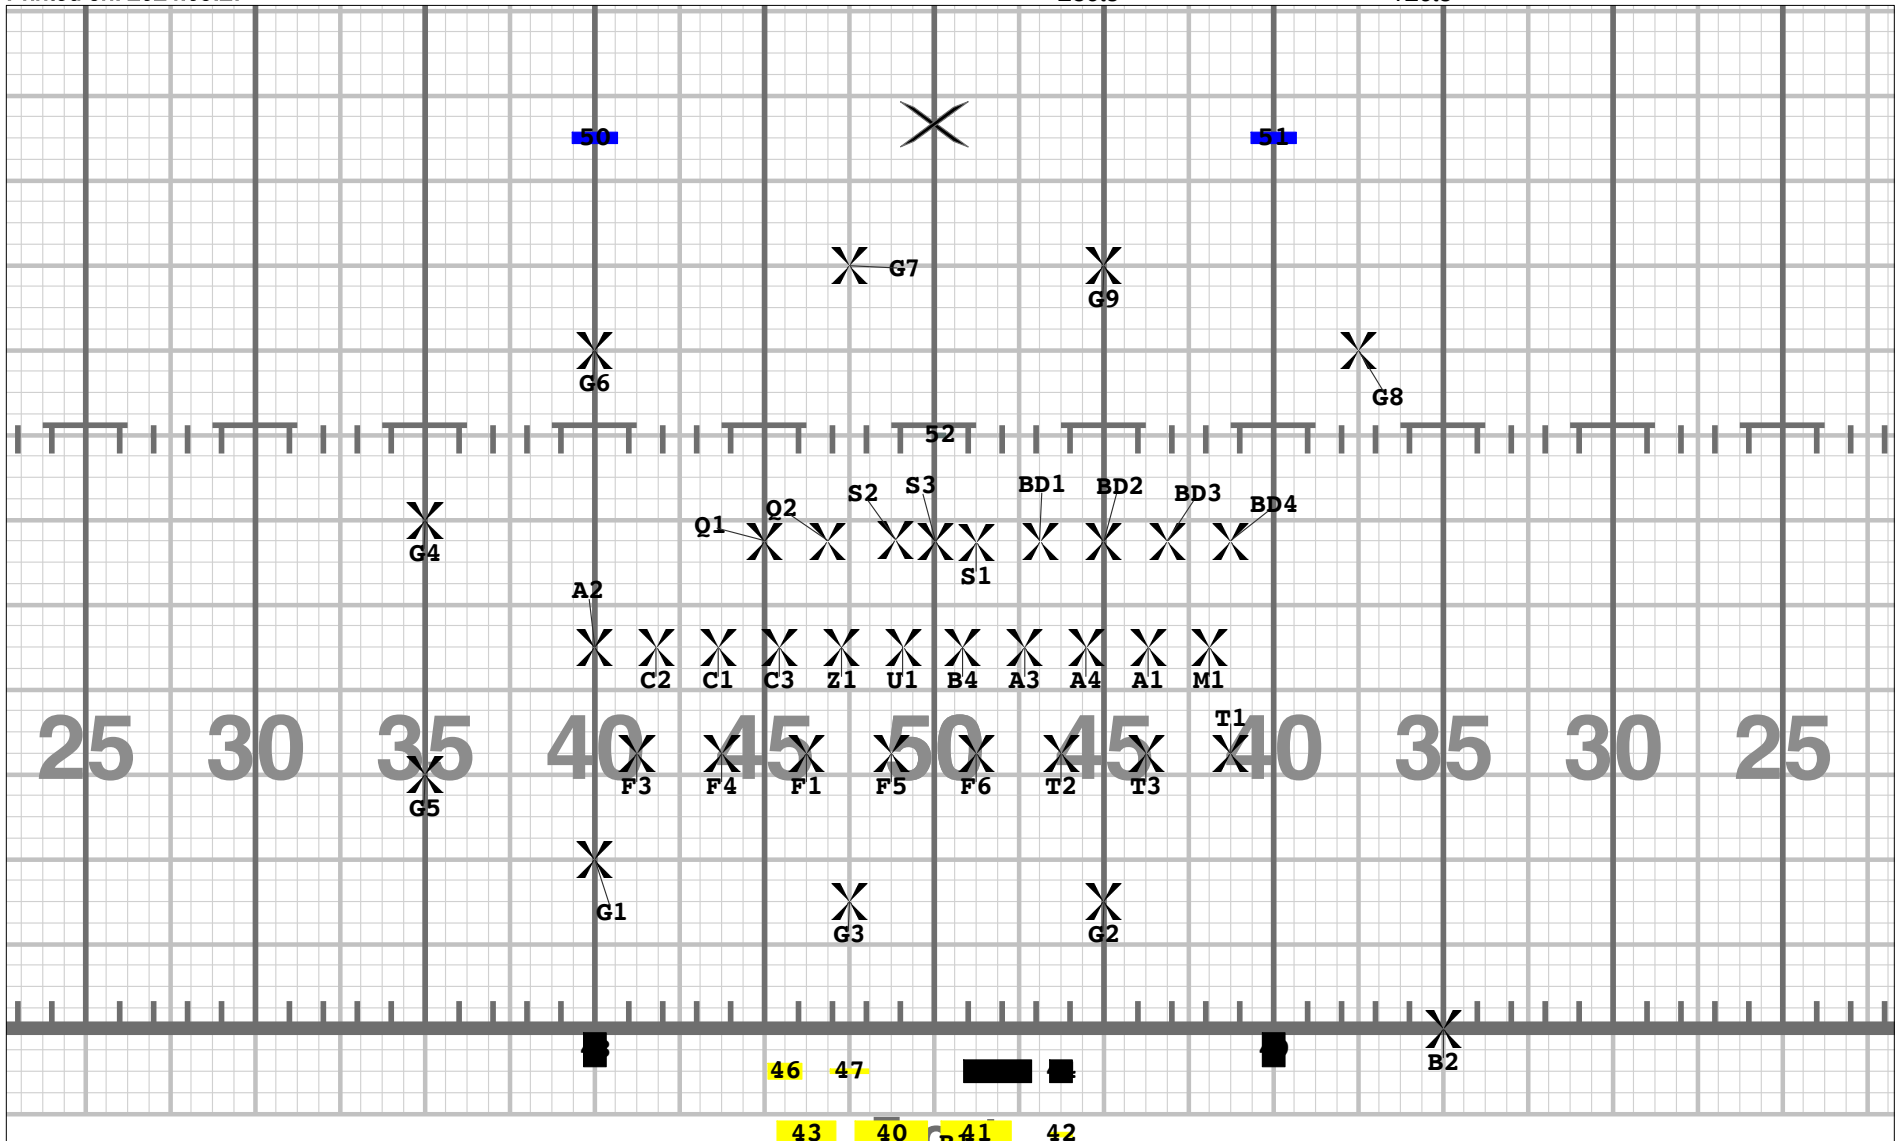 50 51
G7
G9
G6
G8
52
S3 BD1 BD2
S2 BD3
Q2 BD4
Q1
G4
S1
A2
C2 C1 C3 Z1 U1 B4 A3 A4 A1 M1
T1
25 30 35 40 45 50 45 40 35 30 25
F3 F4 F1 F5 F6 T2 T3
G5
G1
G3 G2
B2
46 47
43 40 41 42